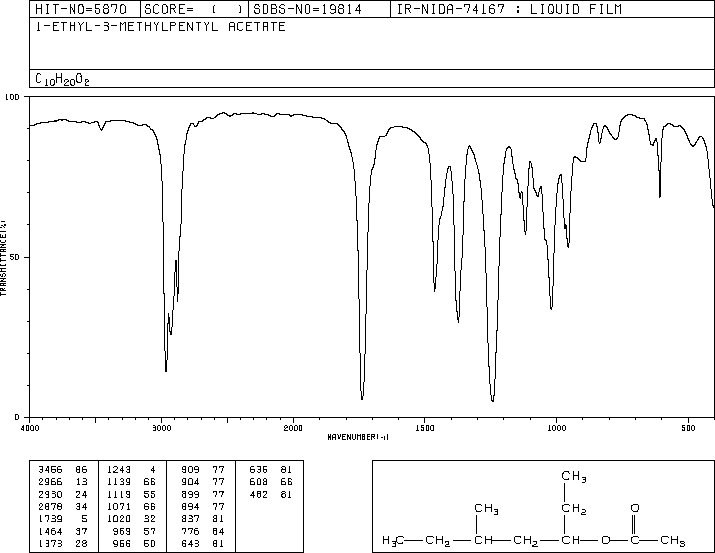 HIT-NO=5870 SCORE= ( ) SDBS-NO=19814 IR-NIDA-74167 : LIQUID FILM
1-ETHYL-3-METHYLPENTYL ACETATE
C10H20O2
100
50
0
TRANSMITTANCE(%)
4000 3000 2000 1500 1000 500
WAVENUMBER(-1)
3466 86 1243 4 909 77 636 81
2966 13 1139 66 904 77 608 66
2930 24 1119 55 899 77 482 81
2878 34 1071 66 894 77
1739 5 1020 32 837 81
1464 37 969 57 776 84
1373 28 956 50 643 81
CH3
CH3 CH2 O
H3C CH2 CH CH2 CH O C CH3